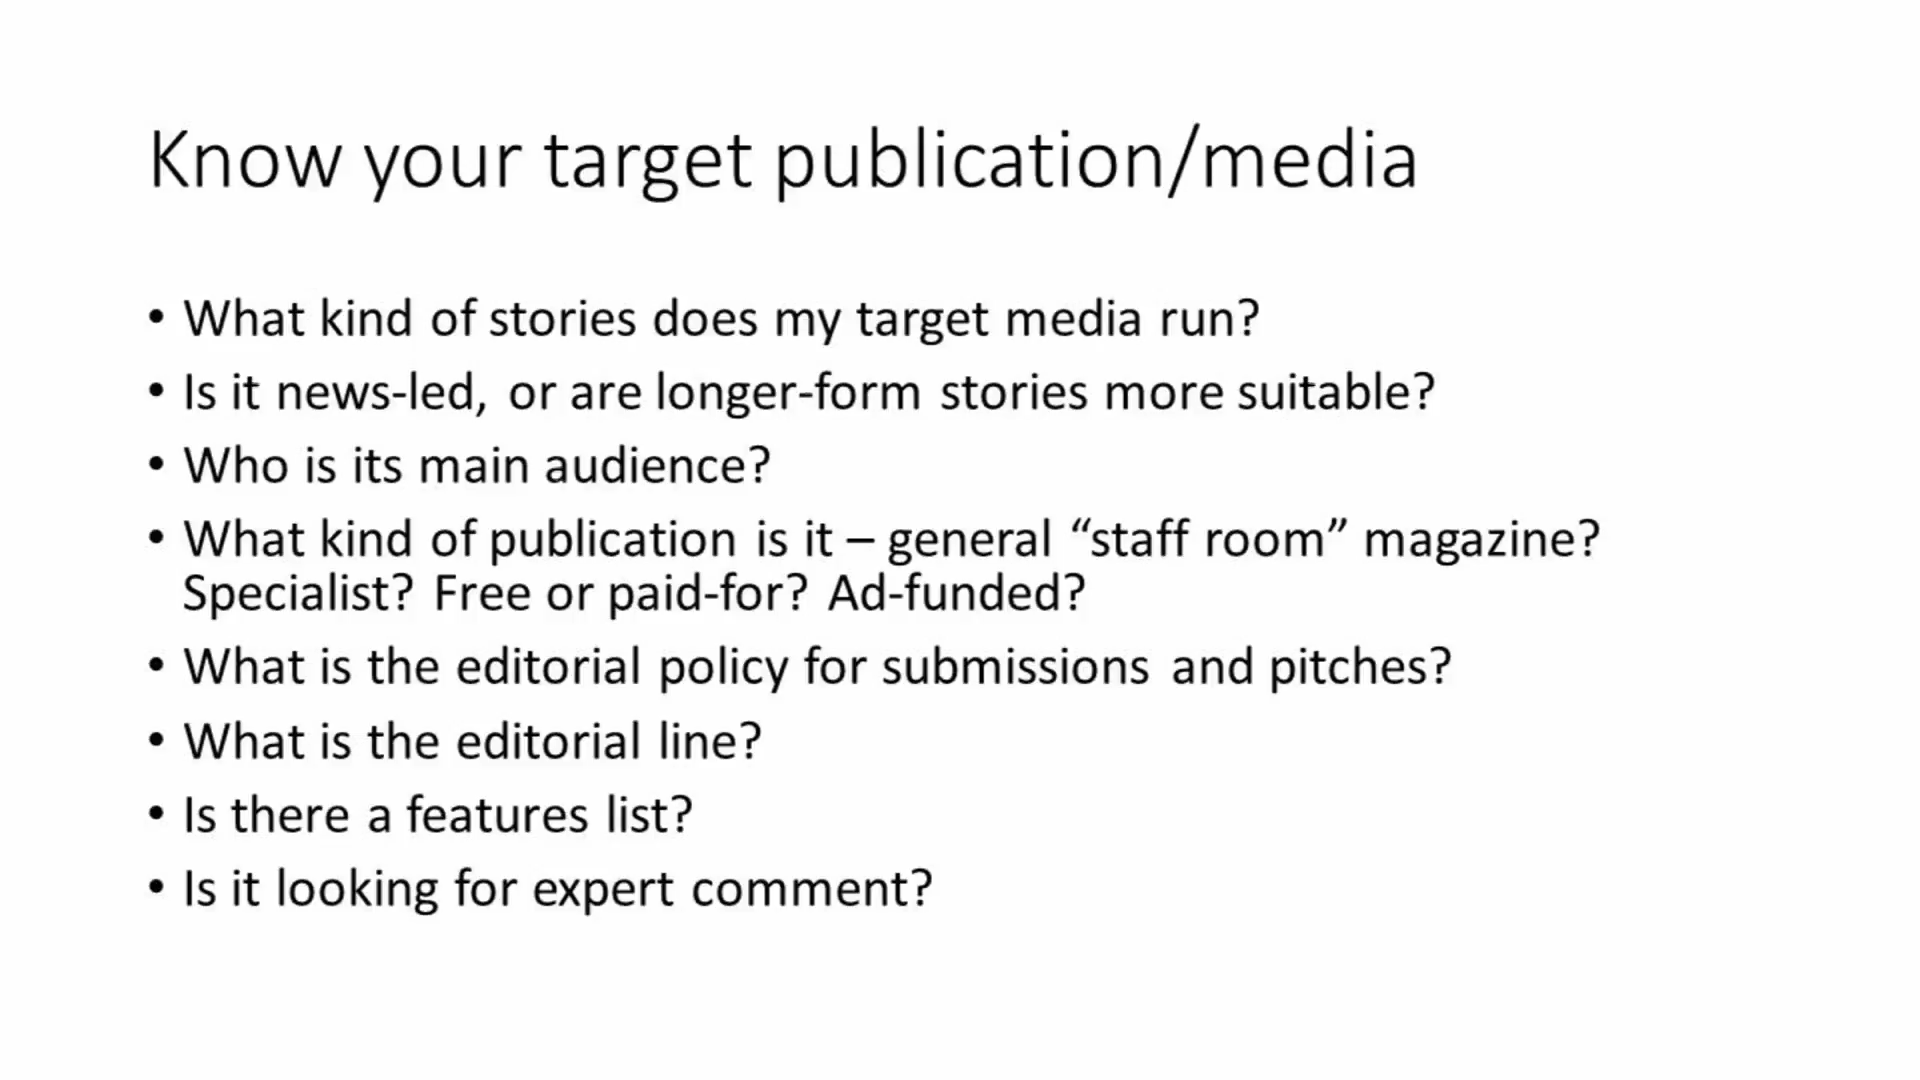 Know your target publication/media
• What kind of stories does my target media run?
• Is it news-led, or are longer-form stories more suitable?
• Who is its main audience?
• What kind of publication is it – general “staff room” magazine?
Specialist? Free or paid-for? Ad-funded?
• What is the editorial policy for submissions and pitches?
• What is the editorial line?
• Is there a features list?
• Is it looking for expert comment?